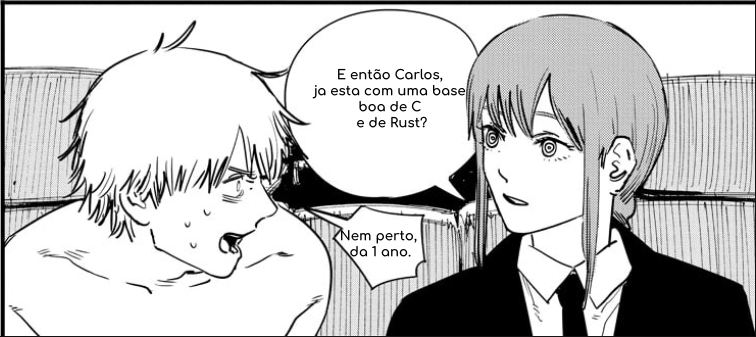 E então Carlos,
ja esta com uma base
boa de C
e de Rust?
Nem perto,
da 1 ano.